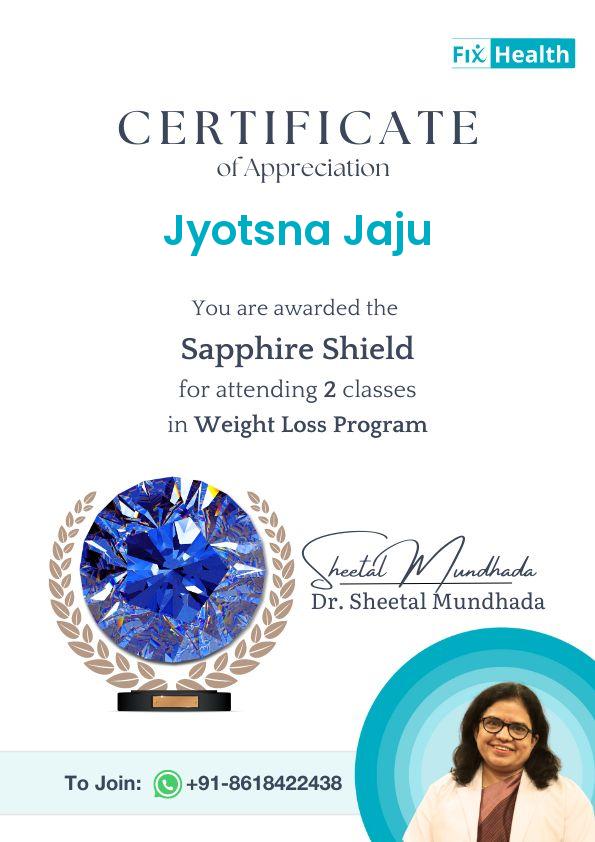 Fix Health
CERTIFICATE
of Appreciation
Jyotsna Jaju
You are awarded the
Sapphire Shield
for attending 2 classes
in Weight Loss Program
Sheetal Mundhada
Dr. Sheetal Mundhada
To Join: +91-8618422438